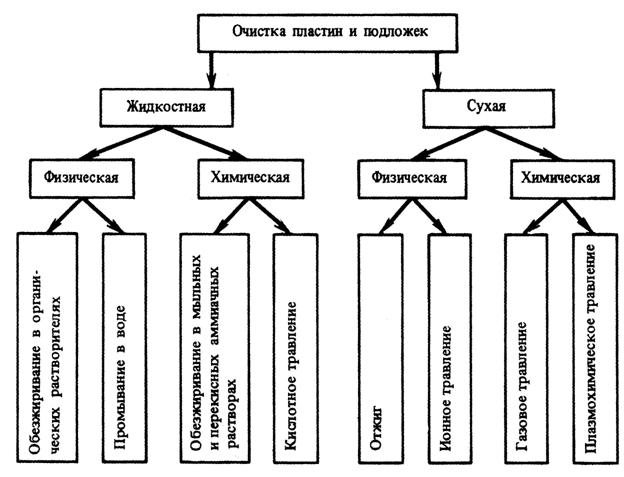 Очистка пластин и подложек
Жидкостная
Сухая
Физическая
Химическая
Физическая
Химическая
Обезжиривание в органи-
ческих растворителях
Промывание в воде
Обезжиривание в мыльных
и перекисных аммиачных
растворах
Кислотное травление
Отжиг
Ионное травление
Газовое травление
Плазмохимическое травление